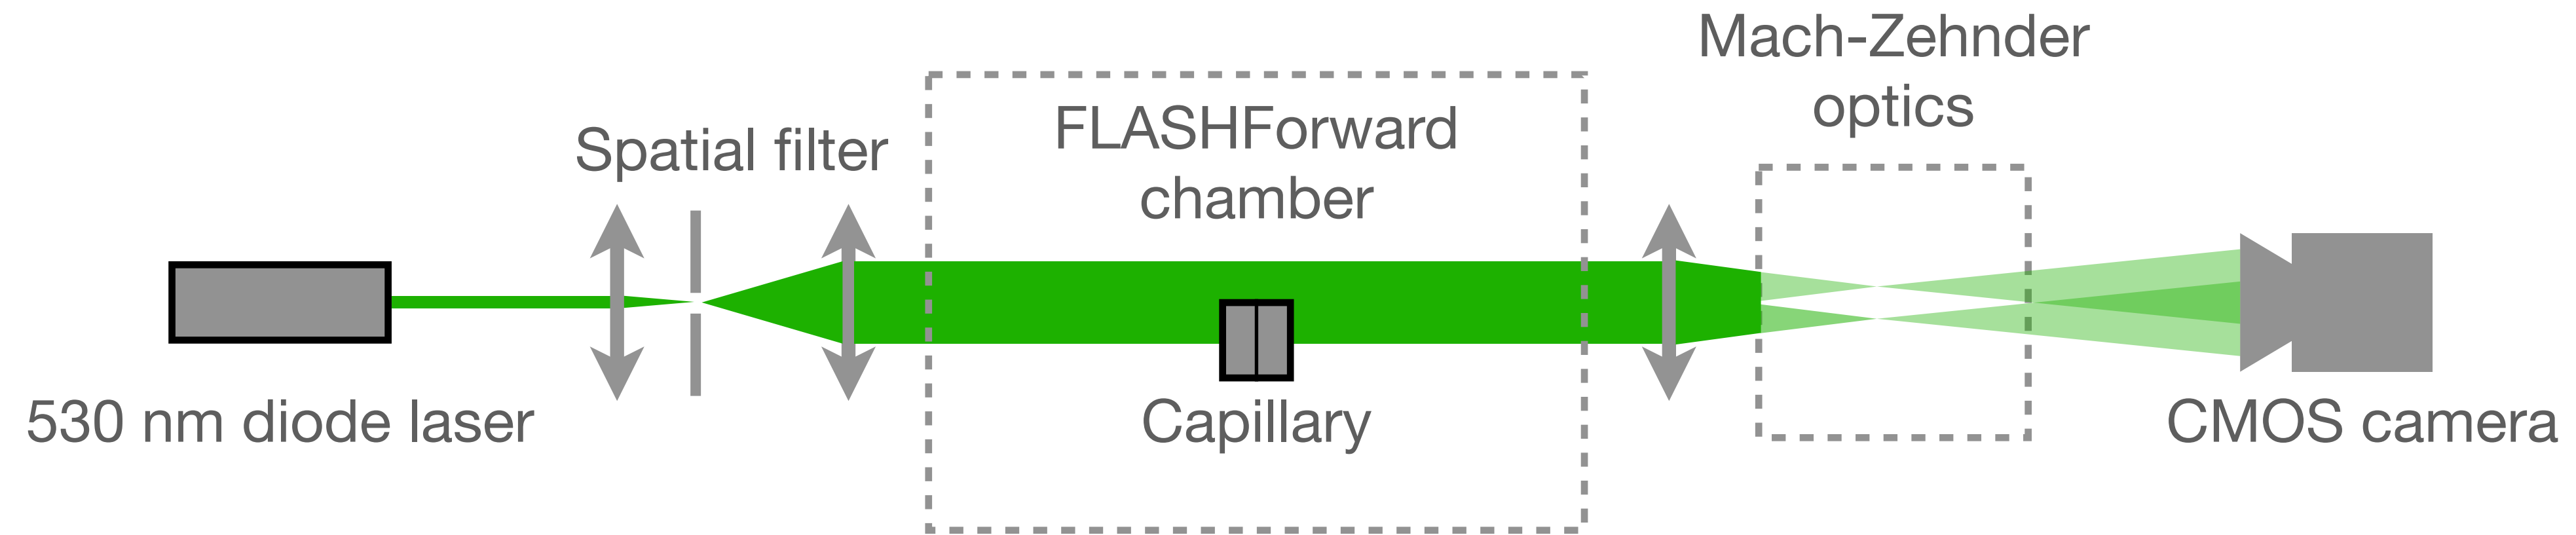 Mach-Zehnder
optics
FLASHForward
chamber
Spatial filter
530 nm diode laser
Capillary
CMOS camera